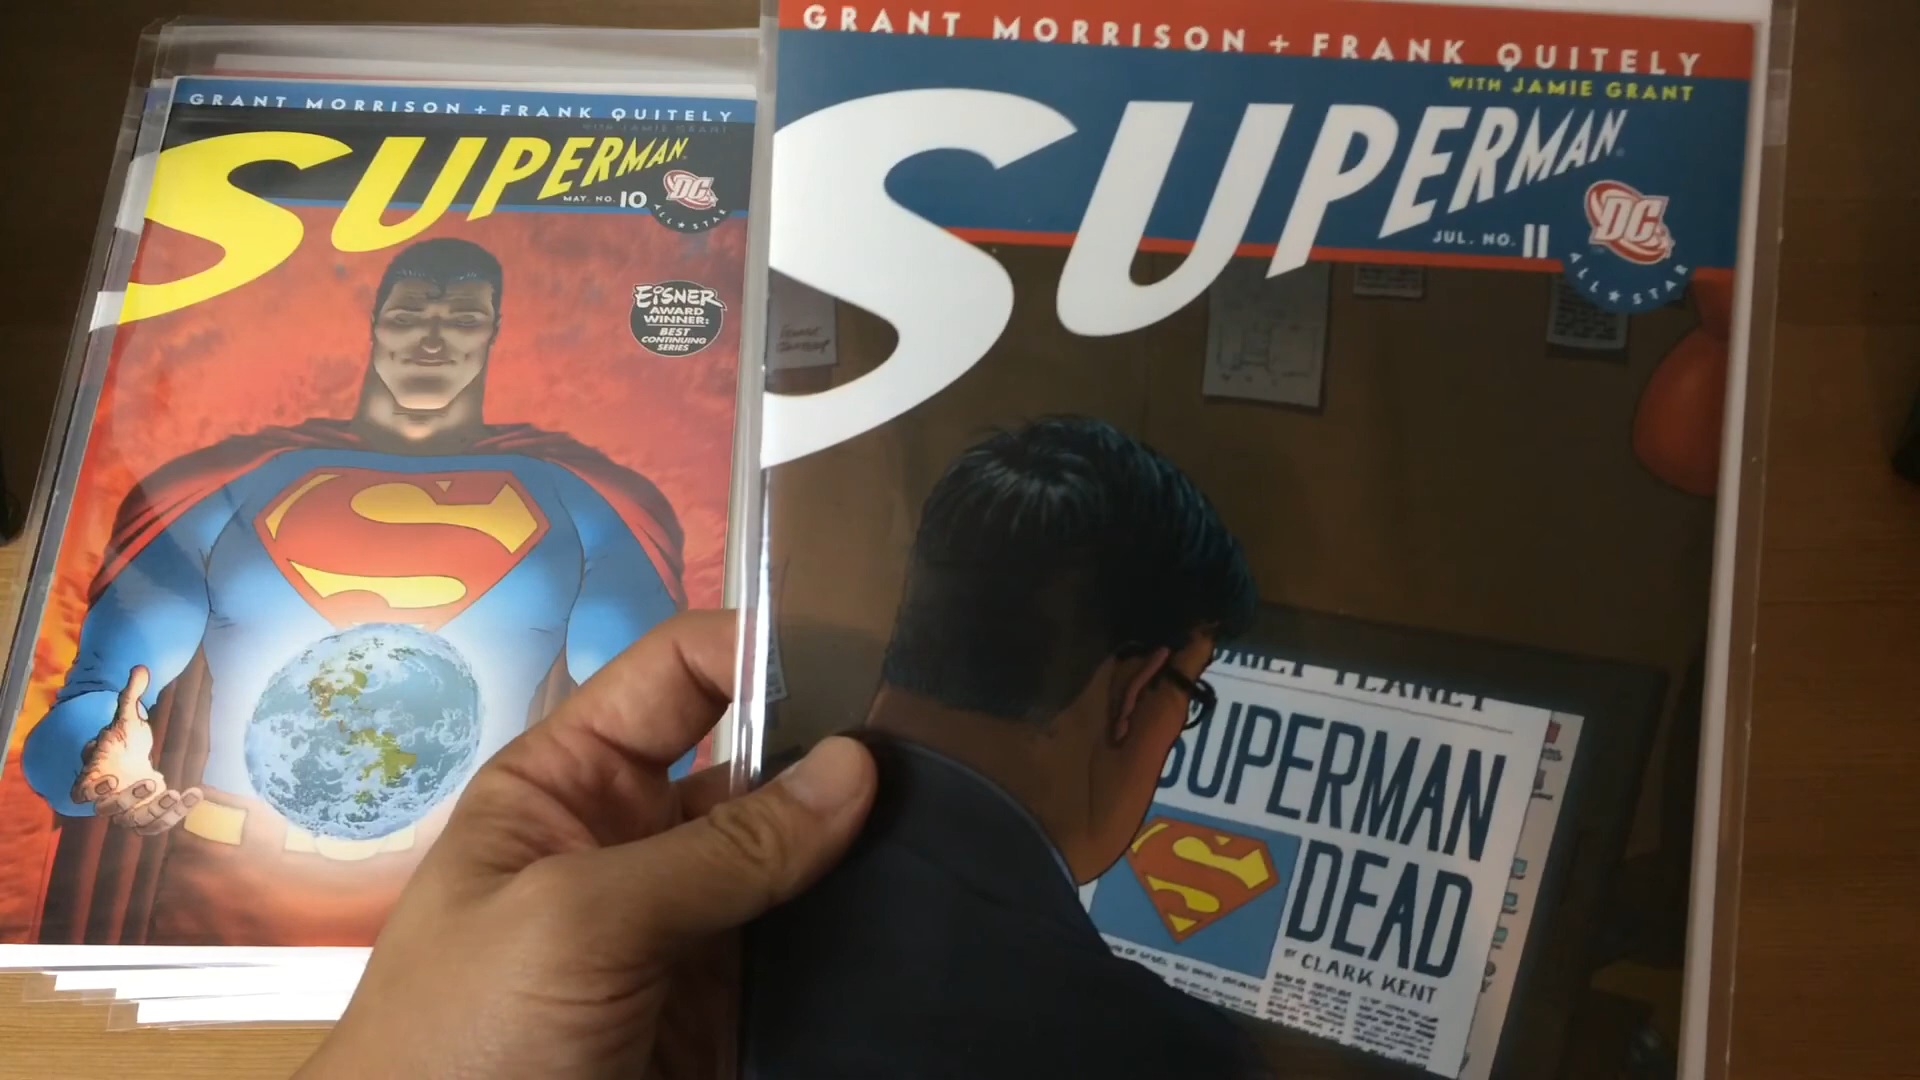 GRANT MORRISON + FRANK QUITELY
WITH JAMIE GRANT
SUPERMAN
MAY. NO. 10
DC
ALL★STAR
EISNER
AWARD
WINNER:
BEST
CONTINUING
SERIES
GRANT MORRISON + FRANK QUITELY
WITH JAMIE GRANT
SUPERMAN
JUL. NO. 11
DC
ALL★STAR
DAILY PLANET
SUPERMAN
DEAD
BY CLARK KENT